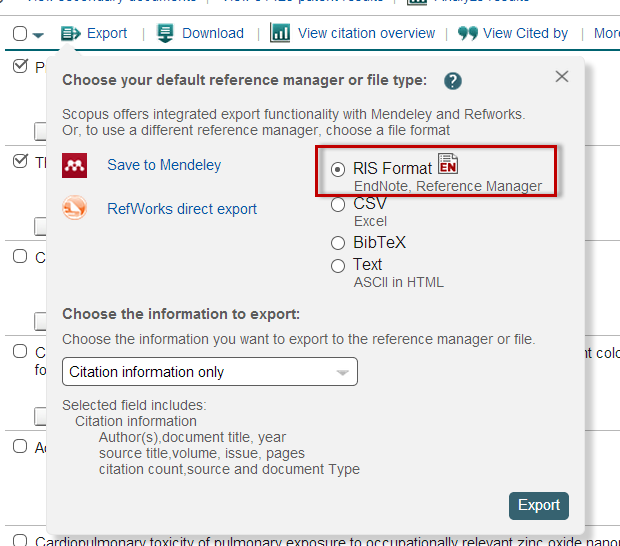 Export | Download | View citation overview | View Cited by | More
P
Choose your default reference manager or file type: ?
Scopus offers integrated export functionality with Mendeley and Refworks.
Or, to use a different reference manager, choose a file format
Th
Save to Mendeley
RefWorks direct export
RIS Format EN
EndNote, Reference Manager
CSV
Excel
BibTeX
Text
ASCII in HTML
C
Choose the information to export:
Choose the information you want to export to the reference manager or file.
C
nt colo
fo
Citation information only
Selected field includes:
Citation information
Author(s),document title, year
source title,volume, issue, pages
citation count,source and document Type
Ac
Export
Cardiopulmonary toxicity of pulmonary exposure to occupationally relevant zinc oxide nano